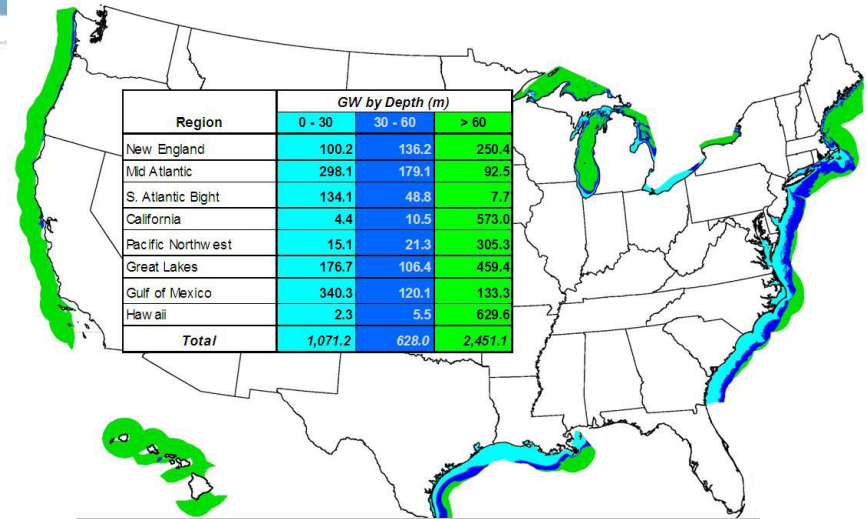 GW by Depth (m)
Region 0 - 30 30 - 60 > 60
New England 100.2 136.2 250.4
Mid Atlantic 298.1 179.1 92.5
S. Atlantic Bight 134.1 48.8 7.7
California 4.4 10.5 573.0
Pacific Northwest 15.1 21.3 305.3
Great Lakes 176.7 106.4 459.4
Gulf of Mexico 340.3 120.1 133.3
Hawaii 2.3 5.5 629.6
Total 1,071.2 628.0 2,451.1